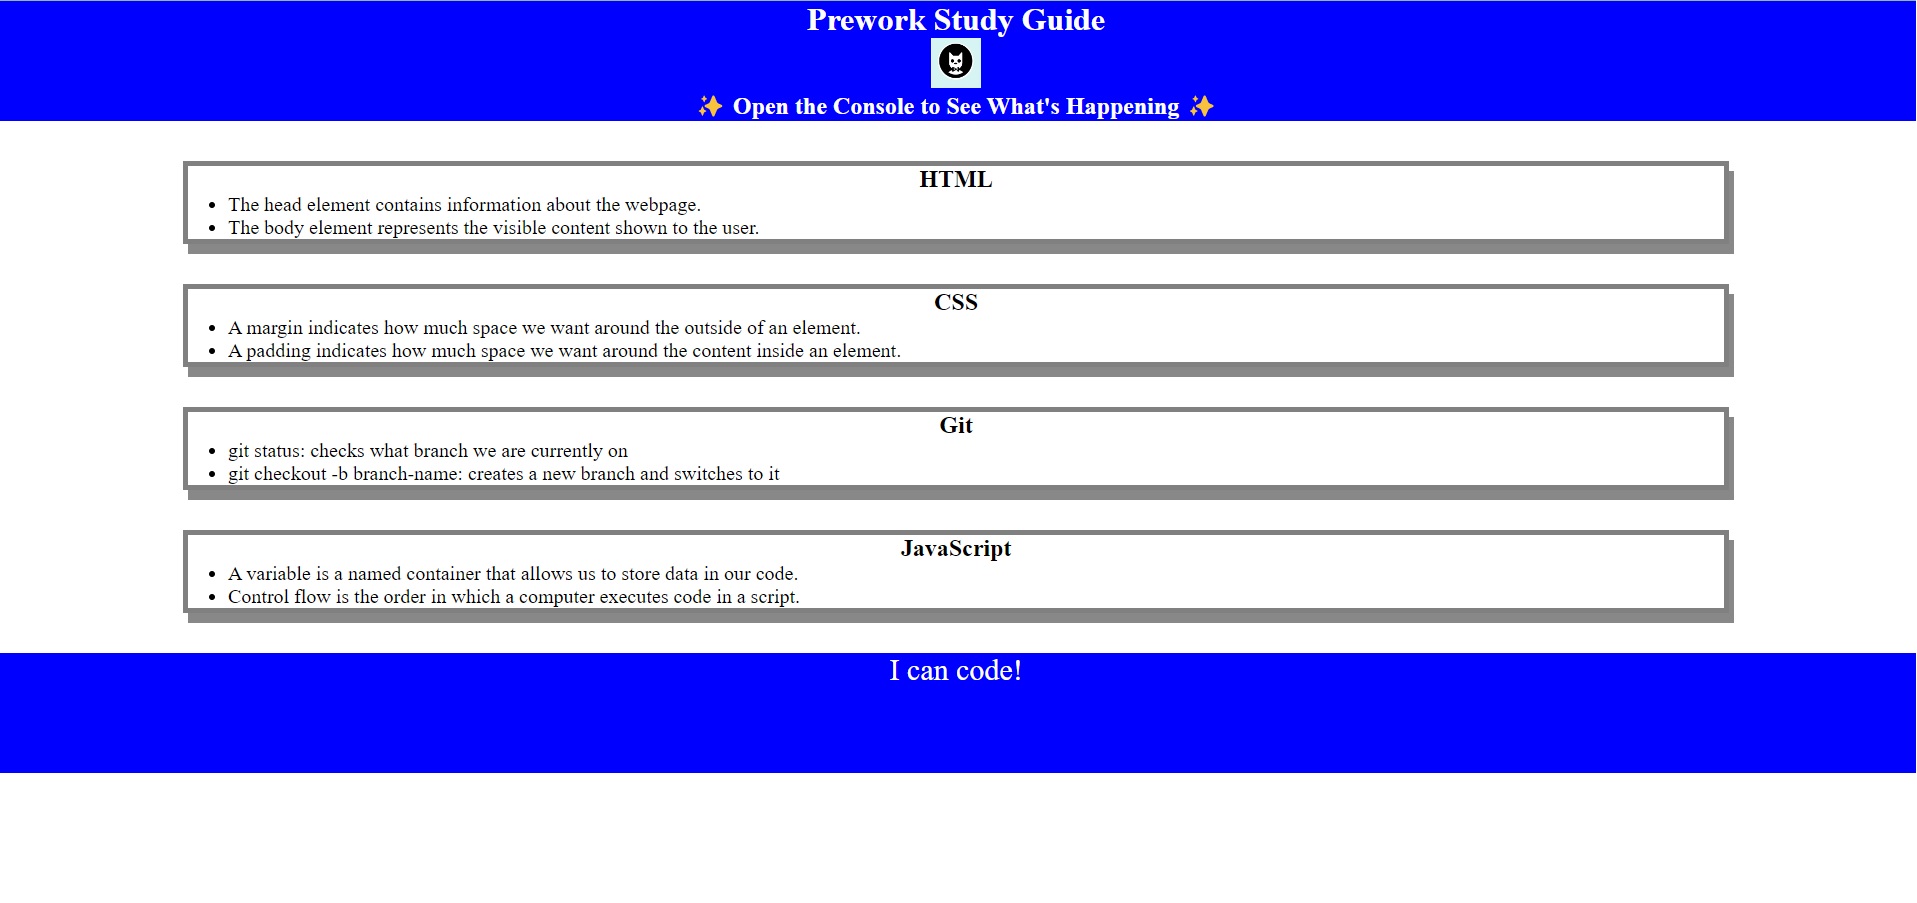 Prework Study Guide
✨ Open the Console to See What's Happening ✨
HTML
• The head element contains information about the webpage.
• The body element represents the visible content shown to the user.
CSS
• A margin indicates how much space we want around the outside of an element.
• A padding indicates how much space we want around the content inside an element.
Git
• git status: checks what branch we are currently on
• git checkout -b branch-name: creates a new branch and switches to it
JavaScript
• A variable is a named container that allows us to store data in our code.
• Control flow is the order in which a computer executes code in a script.
I can code!